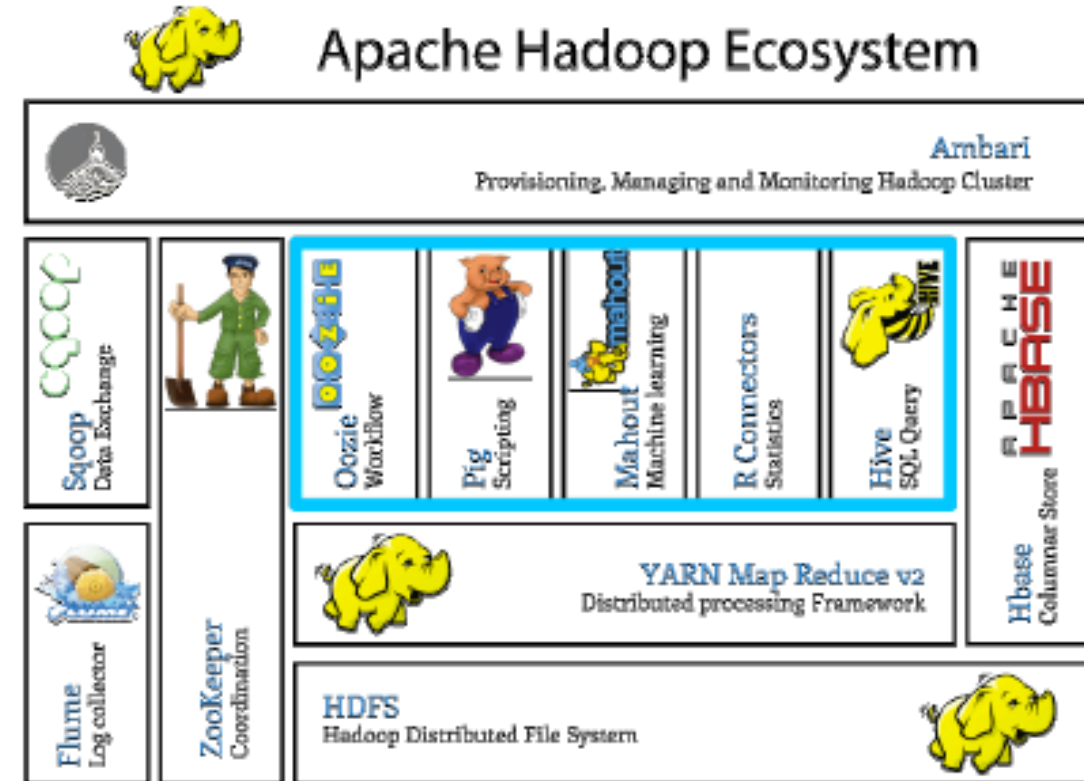 Apache Hadoop Ecosystem
Ambari
Provisioning, Managing and Monitoring Hadoop Cluster
Sqoop
Data Exchange
OOZIE
Oozie
Workflow
Pig
Scripting
mahout
Mahout
Machine learning
R Connectors
Statistics
HIVE
Hive
SQL Query
APACHE
HBASE
Hbase
Columnar Store
Flume
Log collector
ZooKeeper
Coordination
YARN Map Reduce v2
Distributed processing Framework
HDFS
Hadoop Distributed File System